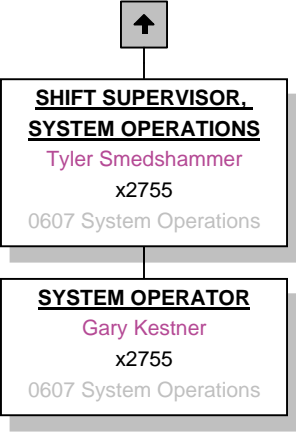 SHIFT SUPERVISOR,
SYSTEM OPERATIONS
Tyler Smedshammer
x2755
0607 System Operations
SYSTEM OPERATOR
Gary Kestner
x2755
0607 System Operations